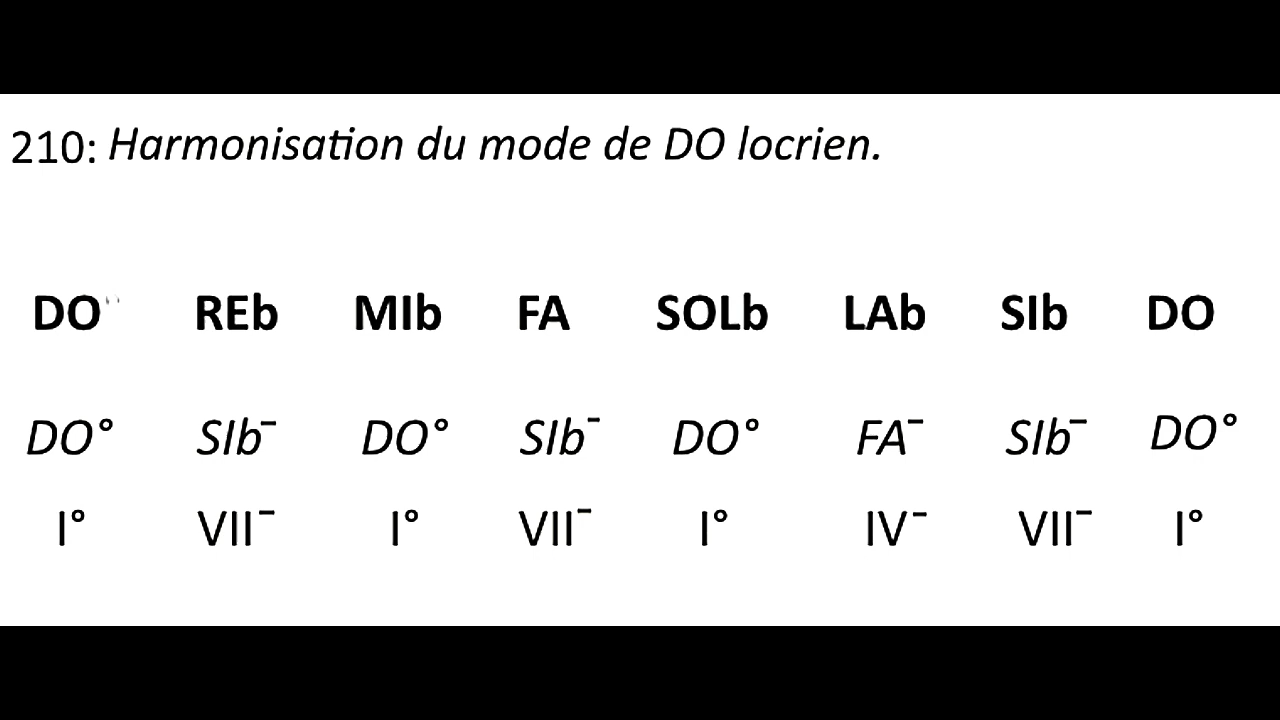 210: Harmonisation du mode de DO locrien.
DO REb MIb FA SOLb LAb SIb DO
DO° SIb⁻ DO° SIb⁻ DO° FA⁻ SIb⁻ DO°
I° VII⁻ I° VII⁻ I° IV⁻ VII⁻ I°